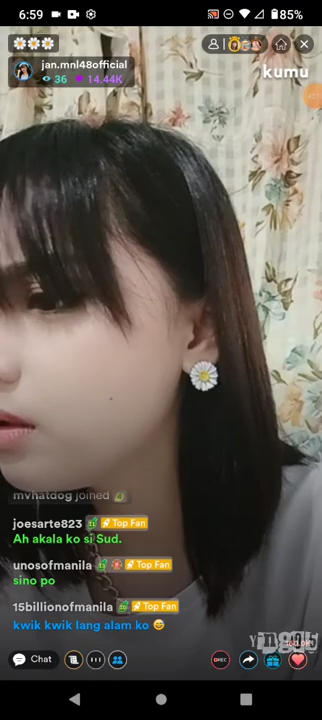 6:59
85%
jan.mnl48official
36 14.44K
kumu
mvhatdog joined
joesarte823 Top Fan
Ah akala ko si Sud.
unosofmanila Top Fan
sino po
15billionofmanila Top Fan
kwik kwik lang alam ko
Chat
REC